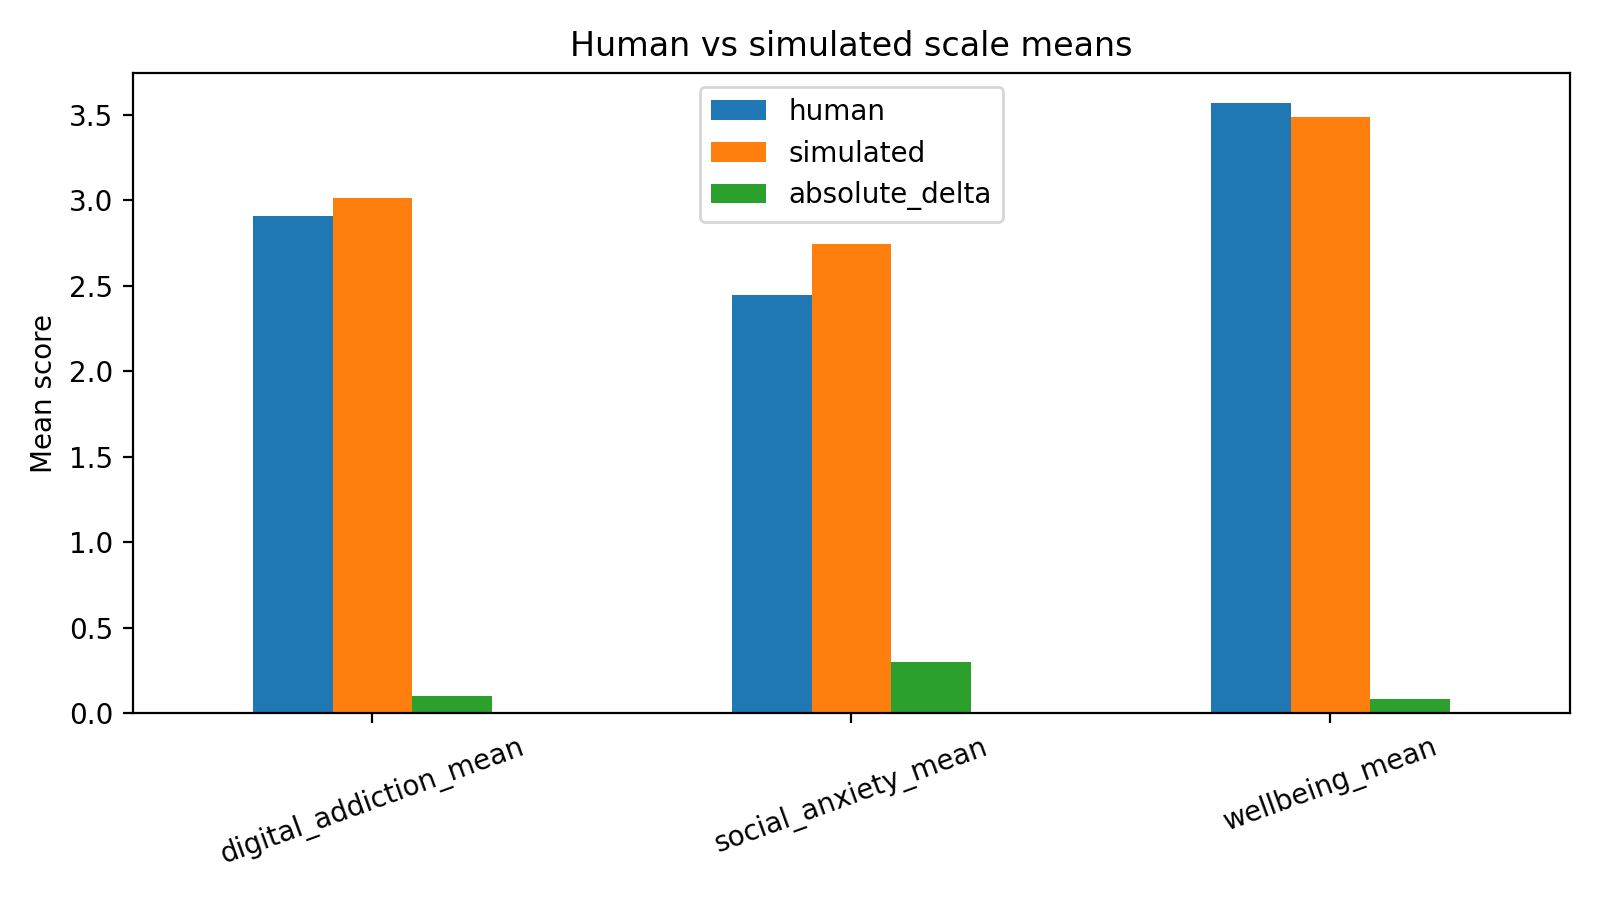 Human vs simulated scale means
human
simulated
absolute_delta
Mean score
3.5
3.0
2.5
2.0
1.5
1.0
0.5
0.0
digital_addiction_mean
social_anxiety_mean
wellbeing_mean